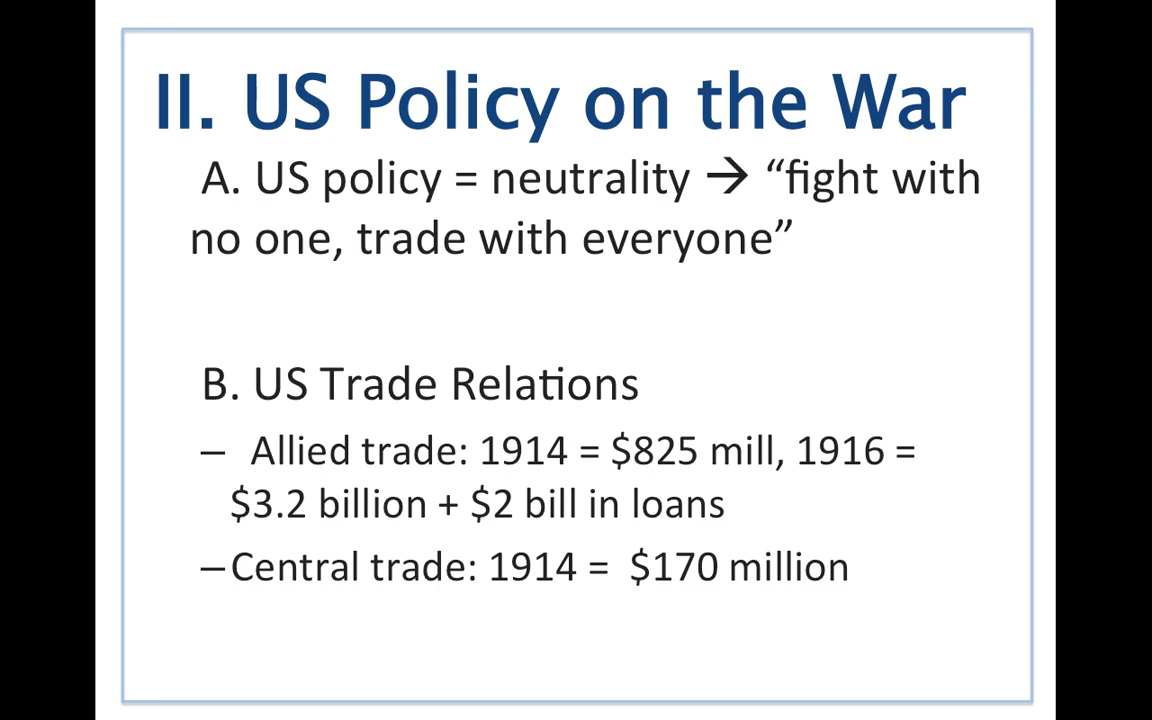 II. US Policy on the War
A. US policy = neutrality → “fight with
no one, trade with everyone”
B. US Trade Relations
– Allied trade: 1914 = $825 mill, 1916 =
$3.2 billion + $2 bill in loans
–Central trade: 1914 = $170 million